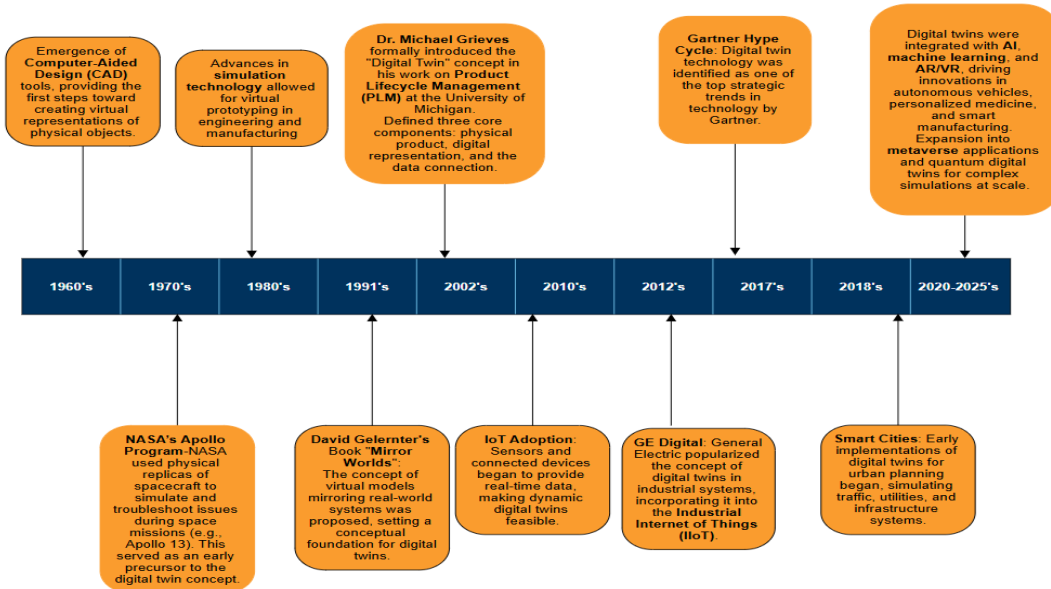 Emergence of
Computer-Aided
Design (CAD)
tools, providing the
first steps toward
creating virtual
representations of
physical objects.
Advances in
simulation
technology allowed
for virtual
prototyping in
engineering and
manufacturing
Dr. Michael Grieves
formally introduced the
"Digital Twin" concept in
his work on Product
Lifecycle Management
(PLM) at the University of
Michigan.
Defined three core
components: physical
product, digital
representation, and the
data connection.
Gartner Hype
Cycle: Digital twin
technology was
identified as one of
the top strategic
trends in
technology by
Gartner.
Digital twins were
integrated with AI,
machine learning, and
AR/VR, driving
innovations in
autonomous vehicles,
personalized medicine,
and smart
manufacturing.
Expansion into
metaverse applications
and quantum digital
twins for complex
simulations at scale.
1960's
1970's
1980's
1991's
2002's
2010's
2012's
2017's
2018's
2020-2025's
NASA's Apollo
Program-NASA
used physical
replicas of
spacecraft to
simulate and
troubleshoot issues
during space
missions (e.g.,
Apollo 13). This
served as an early
precursor to the
digital twin concept.
David Gelernter's
Book "Mirror
Worlds":
The concept of
virtual models
mirroring real-world
systems was
proposed, setting a
conceptual
foundation for digital
twins.
IoT Adoption:
Sensors and
connected devices
began to provide
real-time data,
making dynamic
digital twins
feasible.
GE Digital: General
Electric popularized
the concept of
digital twins in
industrial systems,
incorporating it into
the Industrial
Internet of Things
(IIoT).
Smart Cities: Early
implementations of
digital twins for
urban planning
began, simulating
traffic, utilities, and
infrastructure
systems.